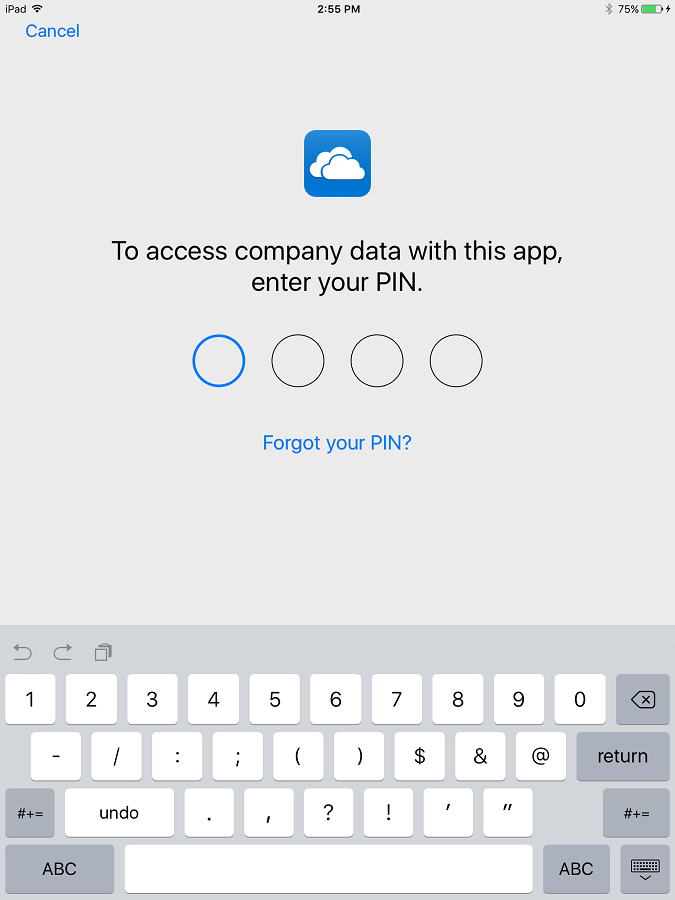 iPad 2:55 PM 75%
Cancel
To access company data with this app,
enter your PIN.
Forgot your PIN?
1 2 3 4 5 6 7 8 9 0
- / : ; ( ) $ & @ return
#+= undo . , ? ! ’ ” #+=
ABC ABC